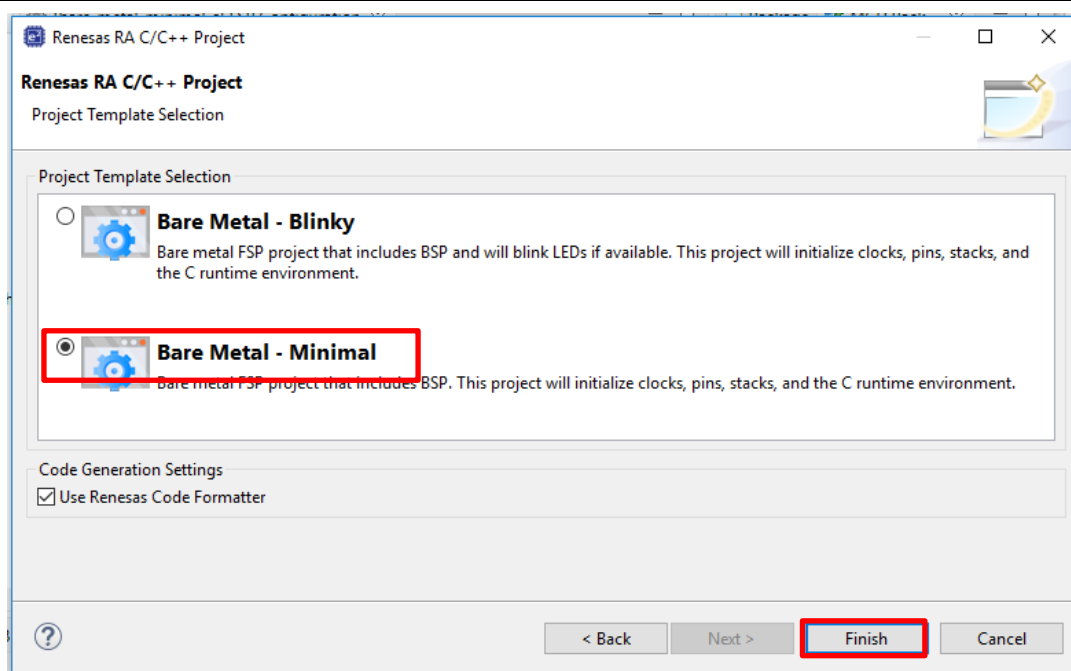 Renesas RA C/C++ Project
Renesas RA C/C++ Project
Project Template Selection
Project Template Selection
Bare Metal - Blinky
Bare metal FSP project that includes BSP and will blink LEDs if available. This project will initialize clocks, pins, stacks, and
the C runtime environment.
Bare Metal - Minimal
Bare metal FSP project that includes BSP. This project will initialize clocks, pins, stacks, and the C runtime environment.
Code Generation Settings
Use Renesas Code Formatter
< Back Next > Finish Cancel